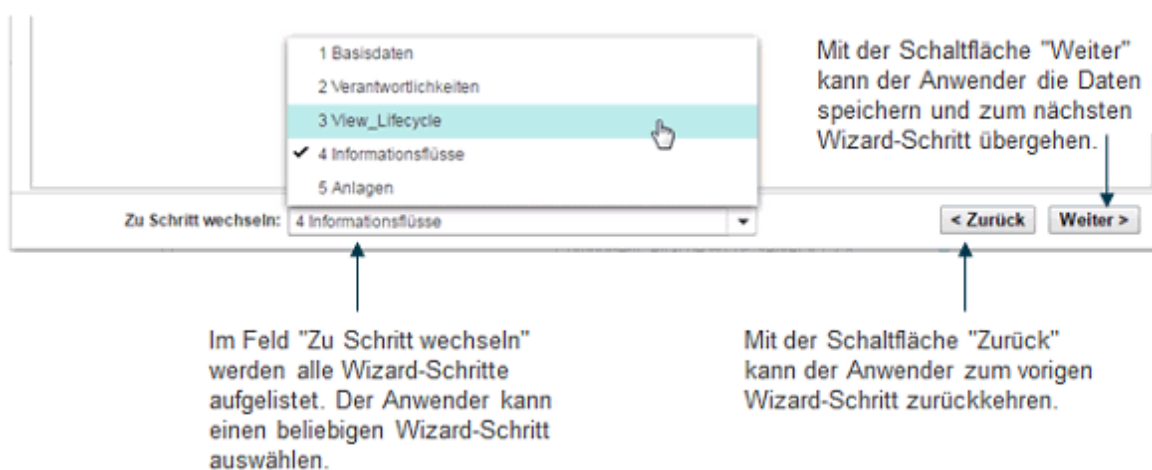 1 Basisdaten
2 Verantwortlichkeiten
3 View_Lifecycle
4 Informationsflüsse
5 Anlagen
Zu Schritt wechseln:
4 Informationsflüsse
< Zurück
Weiter >
Mit der Schaltfläche "Weiter"
kann der Anwender die Daten
speichern und zum nächsten
Wizard-Schritt übergehen.
Im Feld "Zu Schritt wechseln"
werden alle Wizard-Schritte
aufgelistet. Der Anwender kann
einen beliebigen Wizard-Schritt
auswählen.
Mit der Schaltfläche "Zurück"
kann der Anwender zum vorigen
Wizard-Schritt zurückkehren.